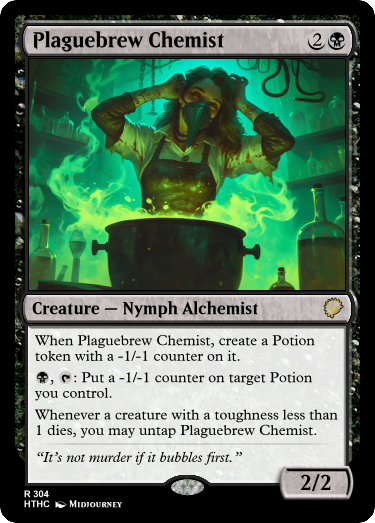 Plaguebrew Chemist 2
Creature — Nymph Alchemist
When Plaguebrew Chemist, create a Potion
token with a -1/-1 counter on it.
, : Put a -1/-1 counter on target Potion
you control.
Whenever a creature with a toughness less than
1 dies, you may untap Plaguebrew Chemist.
“It’s not murder if it bubbles first.”
2/2
R 304
HTHC Midjourney